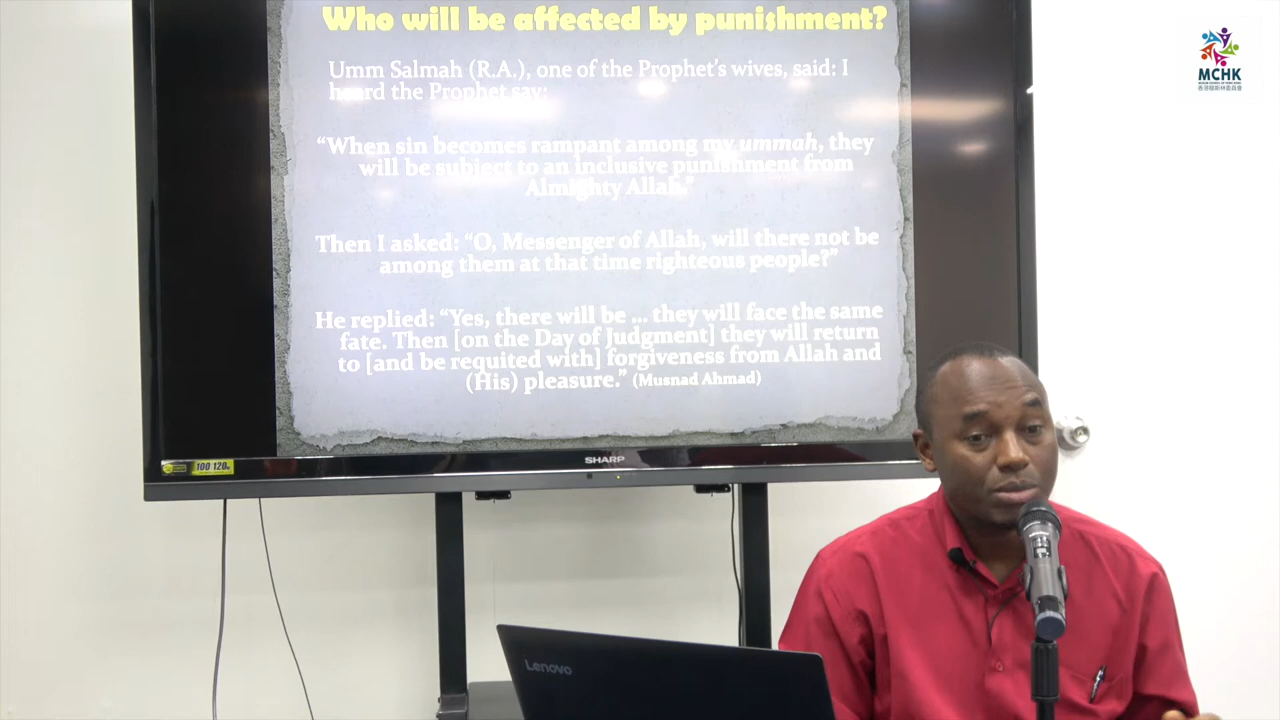 Who will be affected by punishment?
Umm Salmah (R.A.), one of the Prophet's wives, said: I
heard the Prophet say:
“When sin becomes rampant among my ummah, they
will be subject to an inclusive punishment from
Almighty Allah.”
Then I asked: “O, Messenger of Allah, will there not be
among them at that time righteous people?”
He replied: “Yes, there will be ... they will face the same
fate. Then [on the Day of Judgment] they will return
to [and be requited with] forgiveness from Allah and
(His) pleasure.” (Musnad Ahmad)
MCHK
SHARP
Lenovo